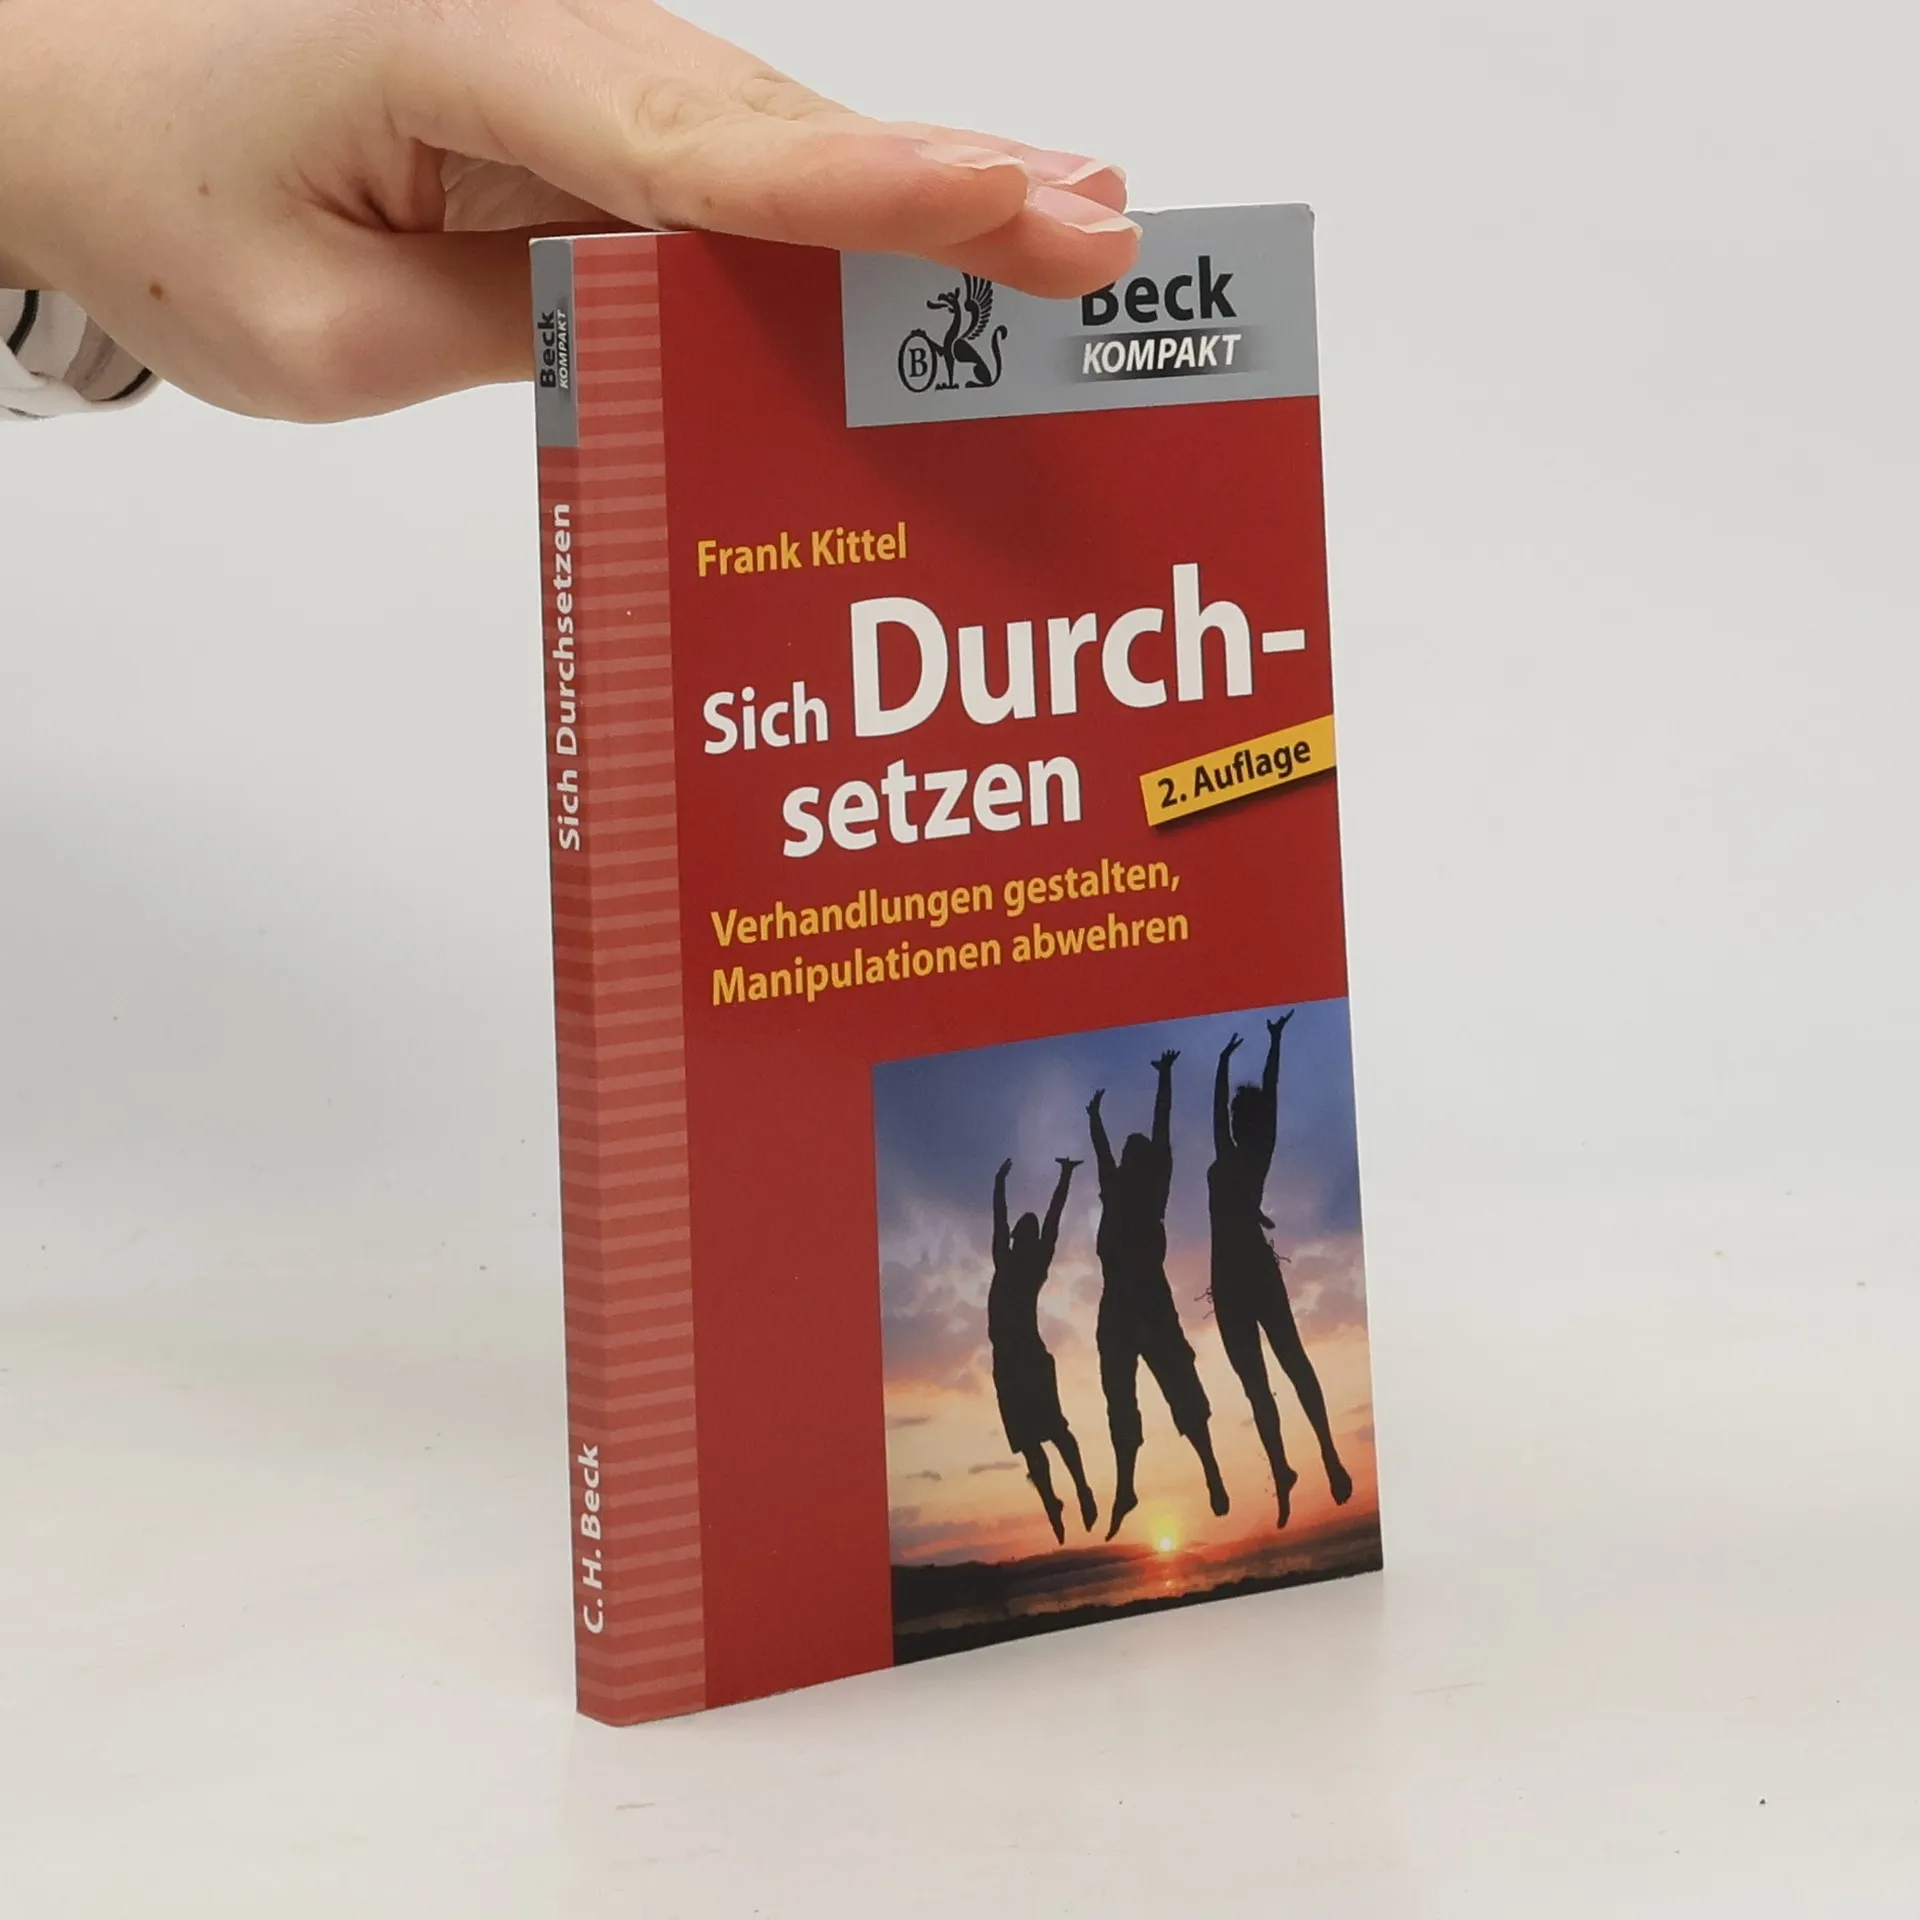 Beck
KOMPAKT
Sich Durchsetzen
C. H. Beck
B
Beck
KOMPAKT
Frank Kittel
Sich Durch-
setzen
2. Auflage
Verhandlungen gestalten,
Manipulationen abwehren